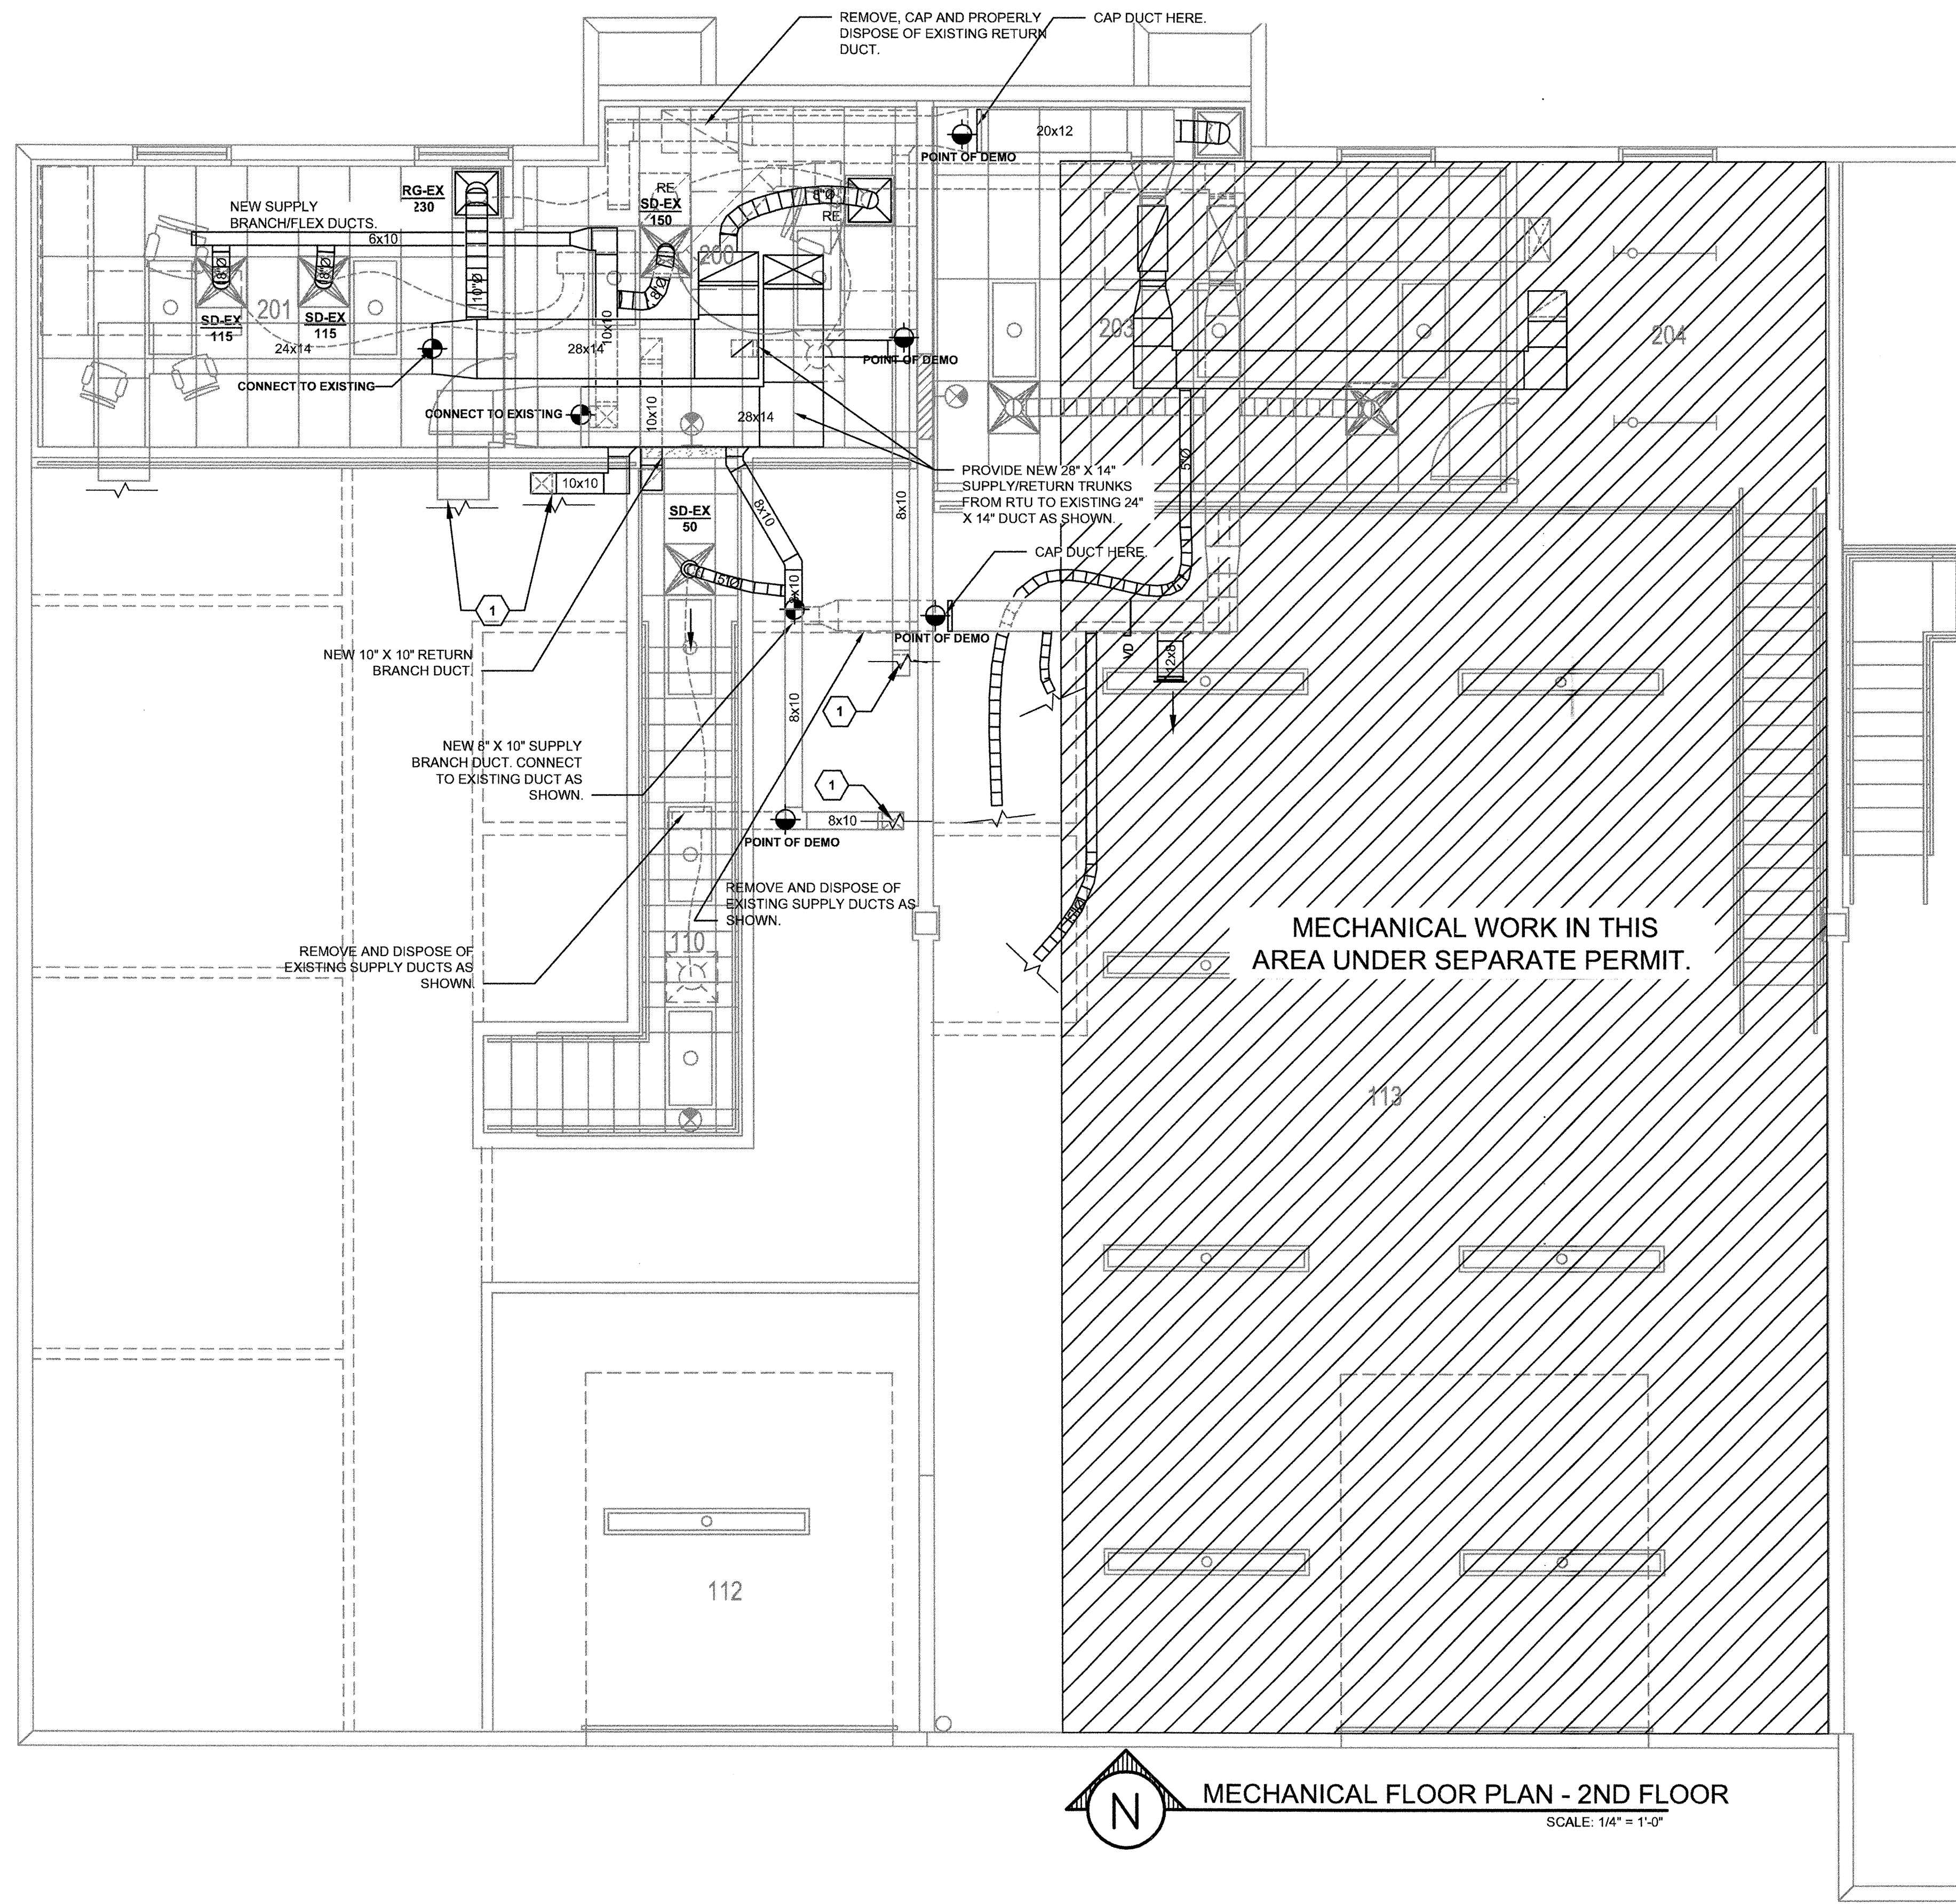 REMOVE, CAP AND PROPERLY
DISPOSE OF EXISTING RETURN
DUCT.
CAP DUCT HERE.
20x12
POINT OF DEMO
RG-EX
230
NEW SUPPLY
BRANCH/FLEX DUCTS.
6x10
RE
SD-EX
150
8"Ø
RE
200
8"Ø
8"Ø
10"Ø
8"Ø
201
SD-EX
115
SD-EX
115
24x14
28x14
10x10
POINT OF DEMO
203
204
CONNECT TO EXISTING
CONNECT TO EXISTING
10x10
28x14
5"Ø
PROVIDE NEW 28" X 14"
SUPPLY/RETURN TRUNKS
FROM RTU TO EXISTING 24"
X 14" DUCT AS SHOWN.
10x10
SD-EX
50
8x10
8x10
CAP DUCT HERE.
5"Ø
8x10
1
POINT OF DEMO
VD
12x8
NEW 10" X 10" RETURN
BRANCH DUCT.
8x10
1
NEW 8" X 10" SUPPLY
BRANCH DUCT. CONNECT
TO EXISTING DUCT AS
SHOWN.
1
8x10
POINT OF DEMO
REMOVE AND DISPOSE OF
EXISTING SUPPLY DUCTS AS
SHOWN.
5"Ø
MECHANICAL WORK IN THIS
AREA UNDER SEPARATE PERMIT.
110
REMOVE AND DISPOSE OF
EXISTING SUPPLY DUCTS AS
SHOWN.
113
112
N
MECHANICAL FLOOR PLAN - 2ND FLOOR
SCALE: 1/4" = 1'-0"